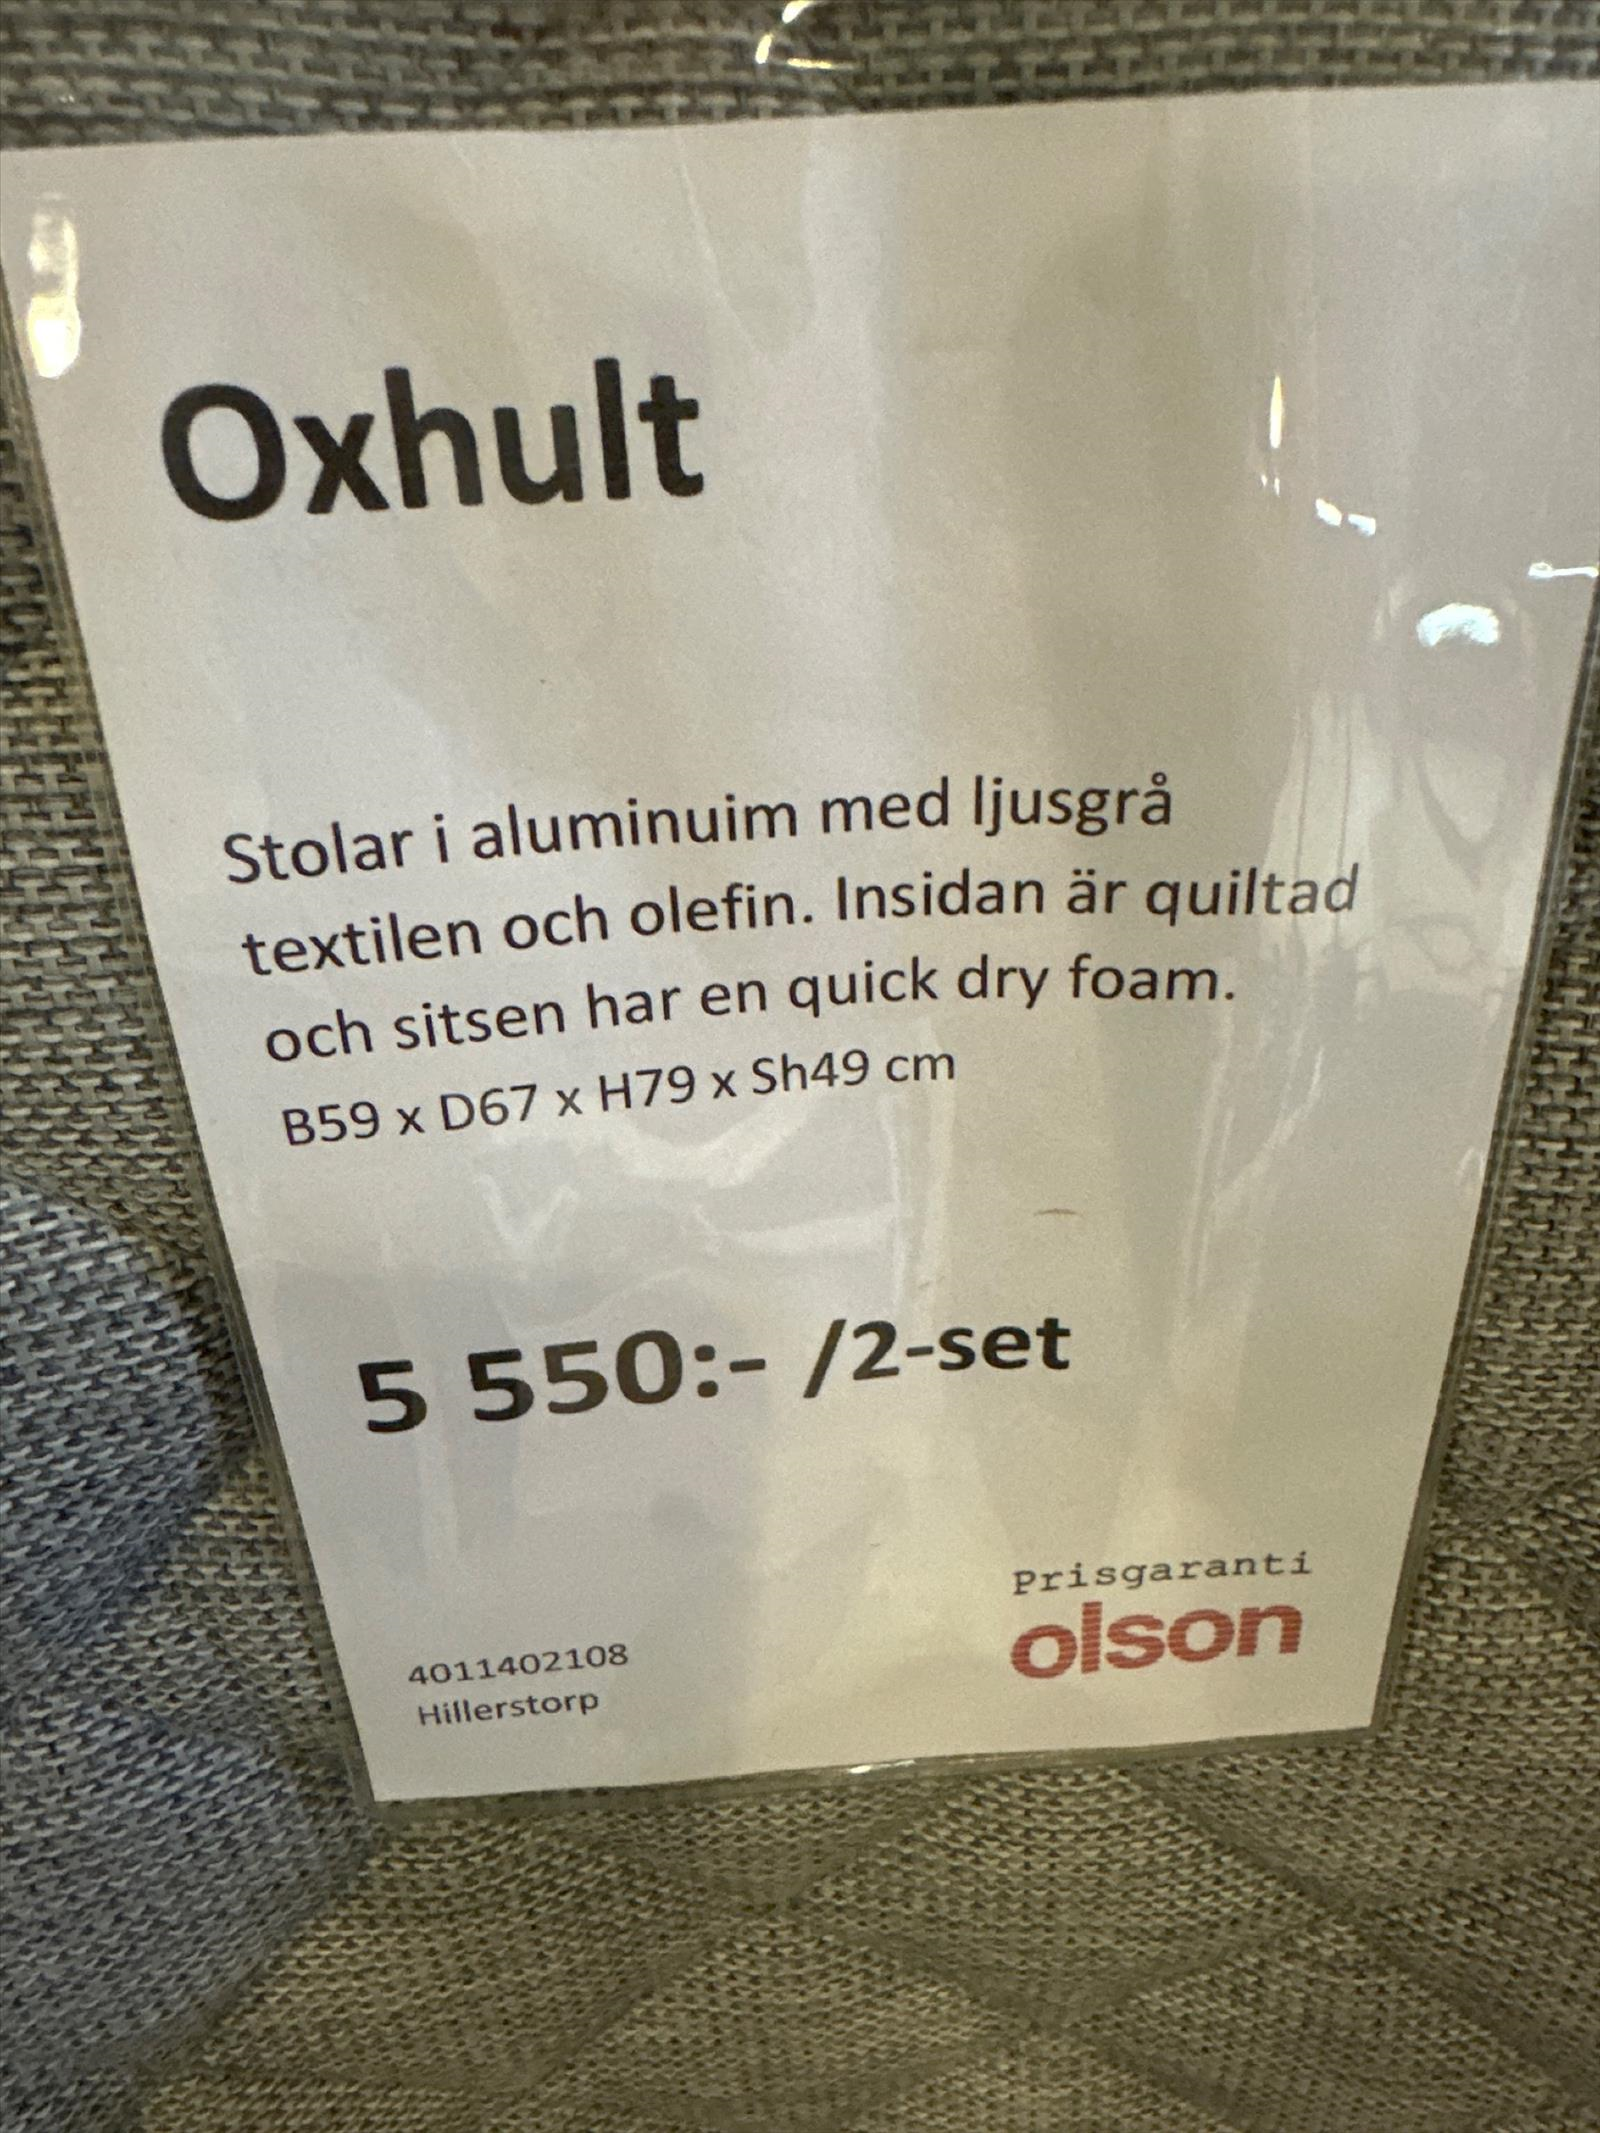 Oxhult
Stolar i aluminuim med ljusgrå
textilen och olefin. Insidan är quiltad
och sitsen har en quick dry foam.
B59 x D67 x H79 x Sh49 cm
5 550:- /2-set
Prisgaranti
olson
4011402108
Hillerstorp